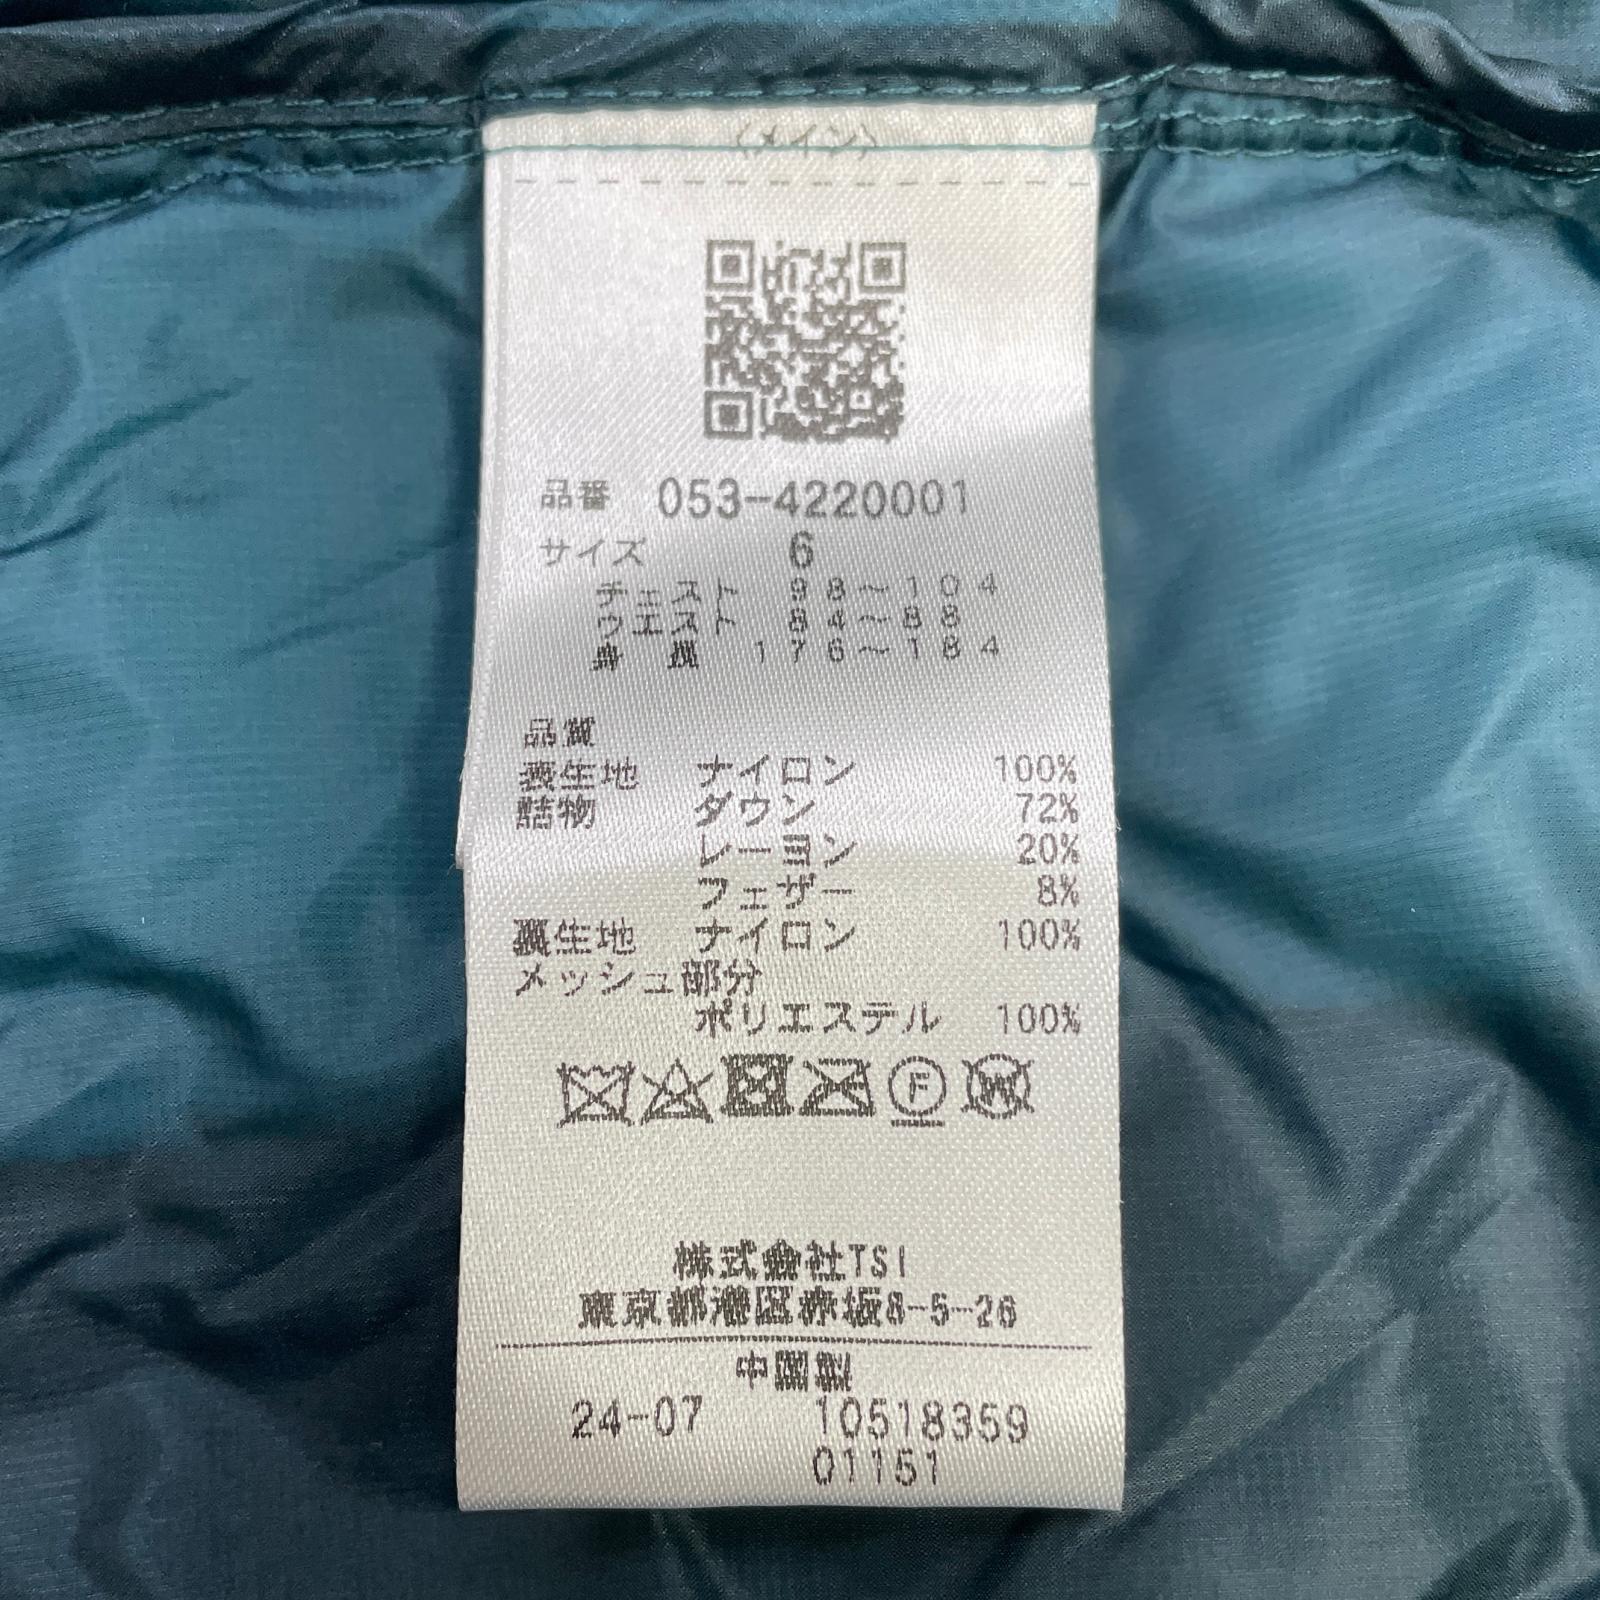 (メイン)
品番 053-4220001
サイズ 6
チェスト 98～104
ウエスト 84～88
身長 176～184
品質
表生地 ナイロン 100%
詰物 ダウン 72%
レーヨン 20%
フェザー 8%
裏生地 ナイロン 100%
メッシュ部分
ポリエステル 100%
F W
株式会社TSI
東京都港区赤坂8-5-26
中国製
24-07 10518359
01151